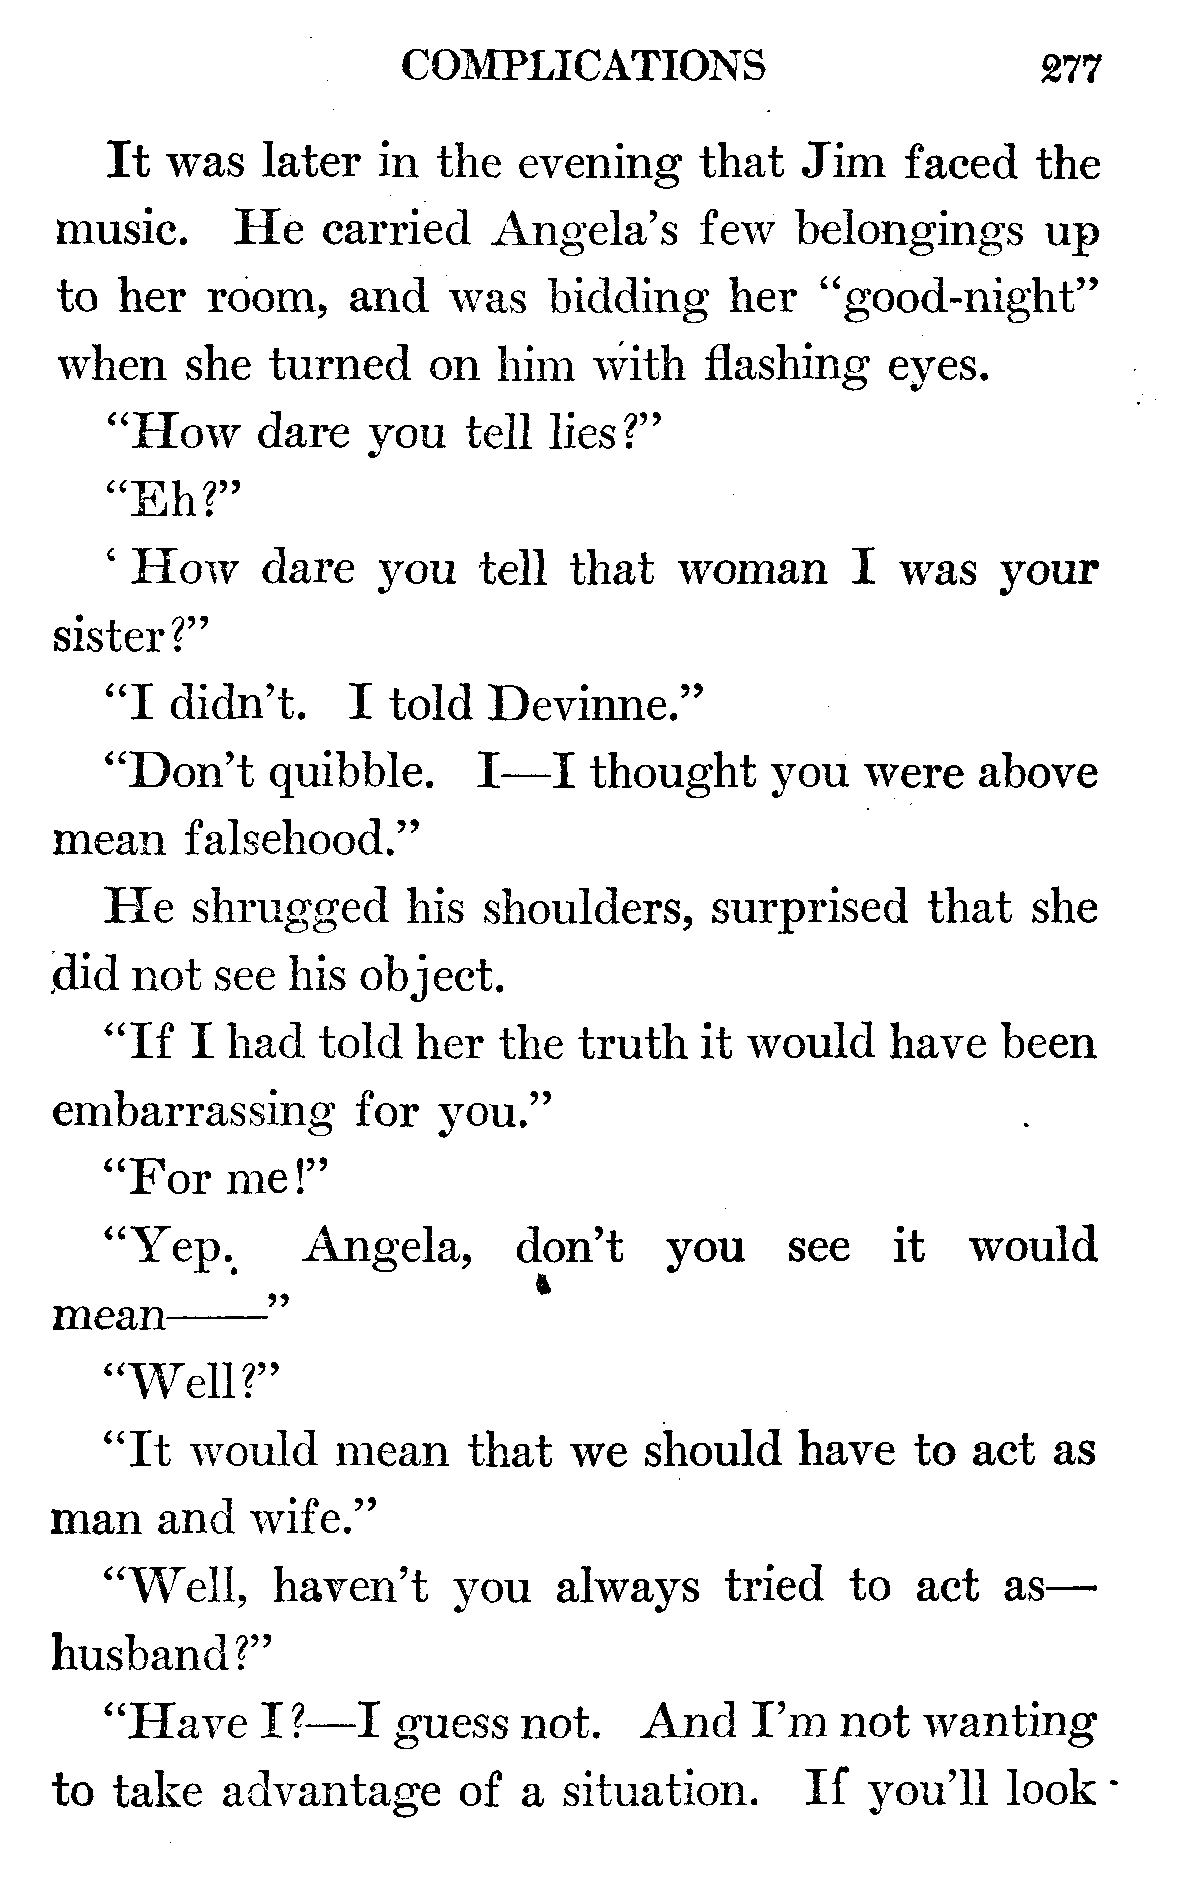 COMPLICATIONS 277
It was later in the evening that Jim faced the
music. He carried Angela's few belongings up
to her room, and was bidding her “good-night”
when she turned on him with flashing eyes.
“How dare you tell lies?”
“Eh?”
‘ How dare you tell that woman I was your
sister?”
“I didn't. I told Devinne.”
“Don't quibble. I—I thought you were above
mean falsehood.”
He shrugged his shoulders, surprised that she
did not see his object.
“If I had told her the truth it would have been
embarrassing for you.”
“For me!”
“Yep. Angela, don't you see it would
mean——”
“Well?”
“It would mean that we should have to act as
man and wife.”
“Well, haven't you always tried to act as—
husband?”
“Have I?—I guess not. And I'm not wanting
to take advantage of a situation. If you'll look